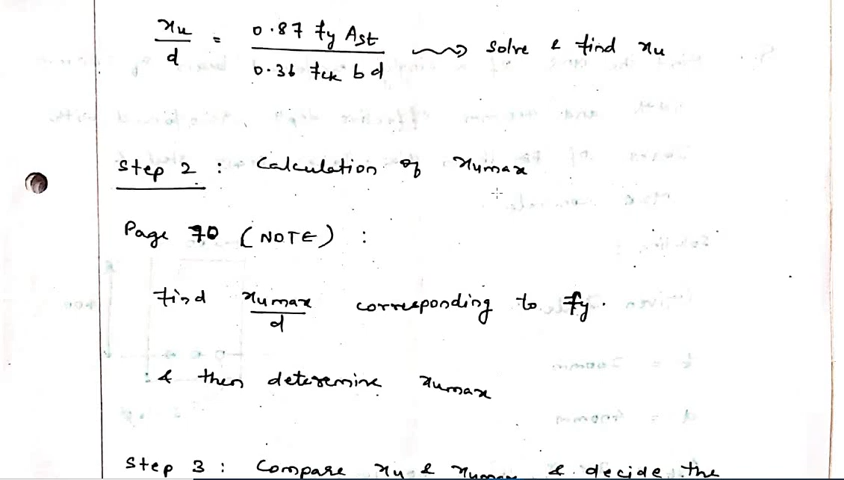 xu/d = 0.87 fy Ast / 0.36 fck b d ⟿ solve & find xu
Step 2 : Calculation of xumax
Page 70 (NOTE) :
find xumax/d corresponding to fy.
& then determine xumax
Step 3 : Compare xu & xumax & decide the